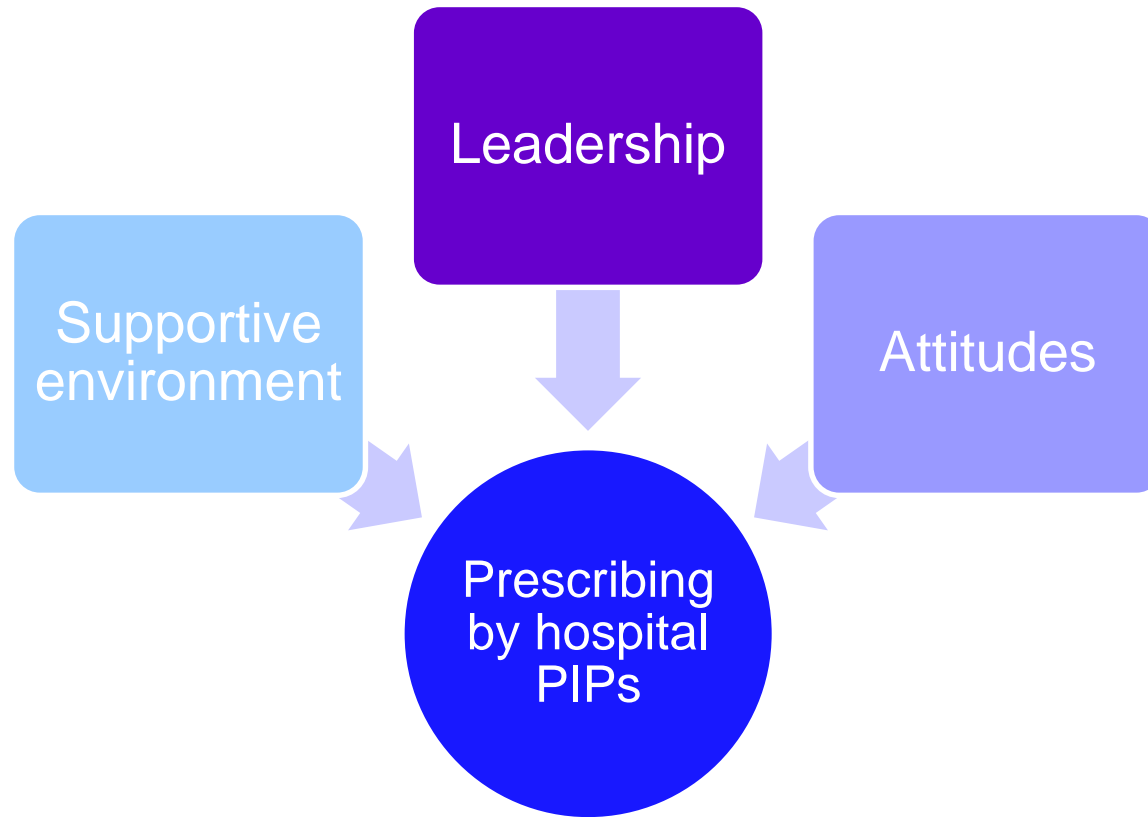 Leadership
Supportive
environment
Attitudes
Prescribing
by hospital
PIPs